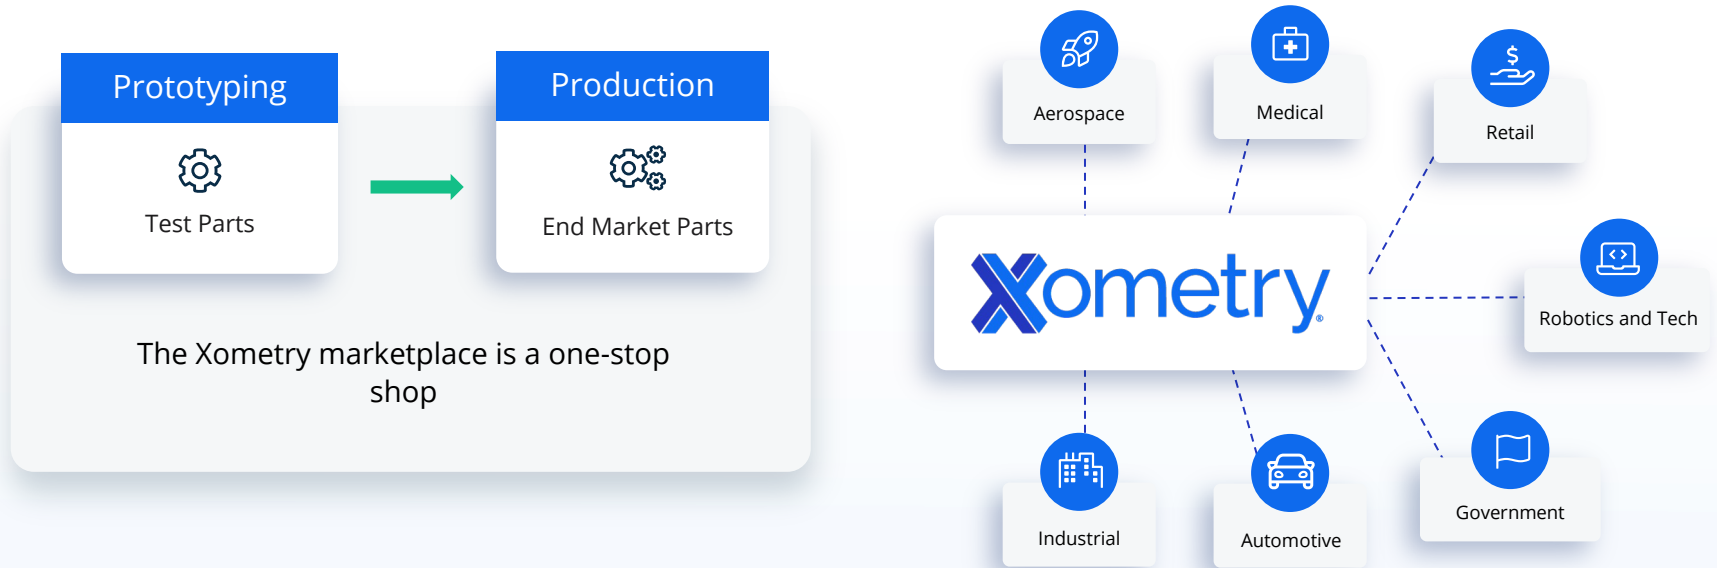 Prototyping
Test Parts
Production
End Market Parts
The Xometry marketplace is a one-stop
shop
Aerospace
Medical
Retail
Xometry®
Robotics and Tech
Industrial
Automotive
Government